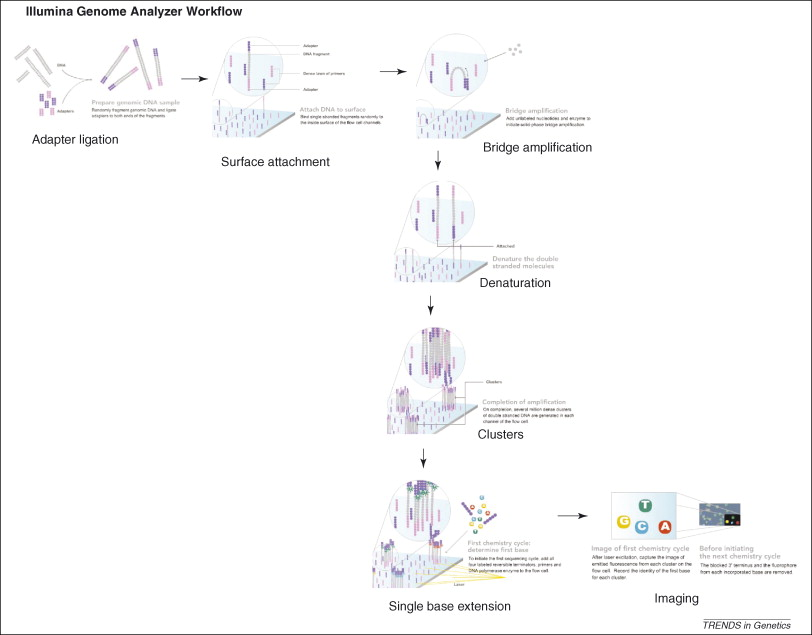 Illumina Genome Analyzer Workflow
DNA
Adapters
Prepare genomic DNA sample
Randomly fragment genomic DNA and ligate
adapters to both ends of the fragments
Adapter ligation
Adapter
DNA fragment
Dense lawn of primers
Adapter
Attach DNA to surface
Bind single stranded fragments randomly to
the inside surface of the flow cell channels.
Surface attachment
Bridge amplification
Add unlabeled nucleotides and enzyme to
initiate solid phase bridge amplification.
Bridge amplification
Attached
Denature the double
stranded molecules
Denaturation
Clusters
Completion of amplification
On completion, several million dense clusters
of double stranded DNA are generated in each
channel of the flow cell.
Clusters
First chemistry cycle:
determine first base
To initiate the first sequencing cycle, add all
four labeled reversible terminators, primers and
DNA polymerase enzyme to the flow cell.
Laser
Single base extension
T
G
C
A
Image of first chemistry cycle
After laser excitation, capture the image of
emitted fluorescence from each cluster on the
flow cell. Record the identity of the first base
for each cluster.
Before initiating
the next chemistry cycle
The blocked 3' terminus and the fluorophore
from each incorporated base are removed.
Imaging
TRENDS in Genetics